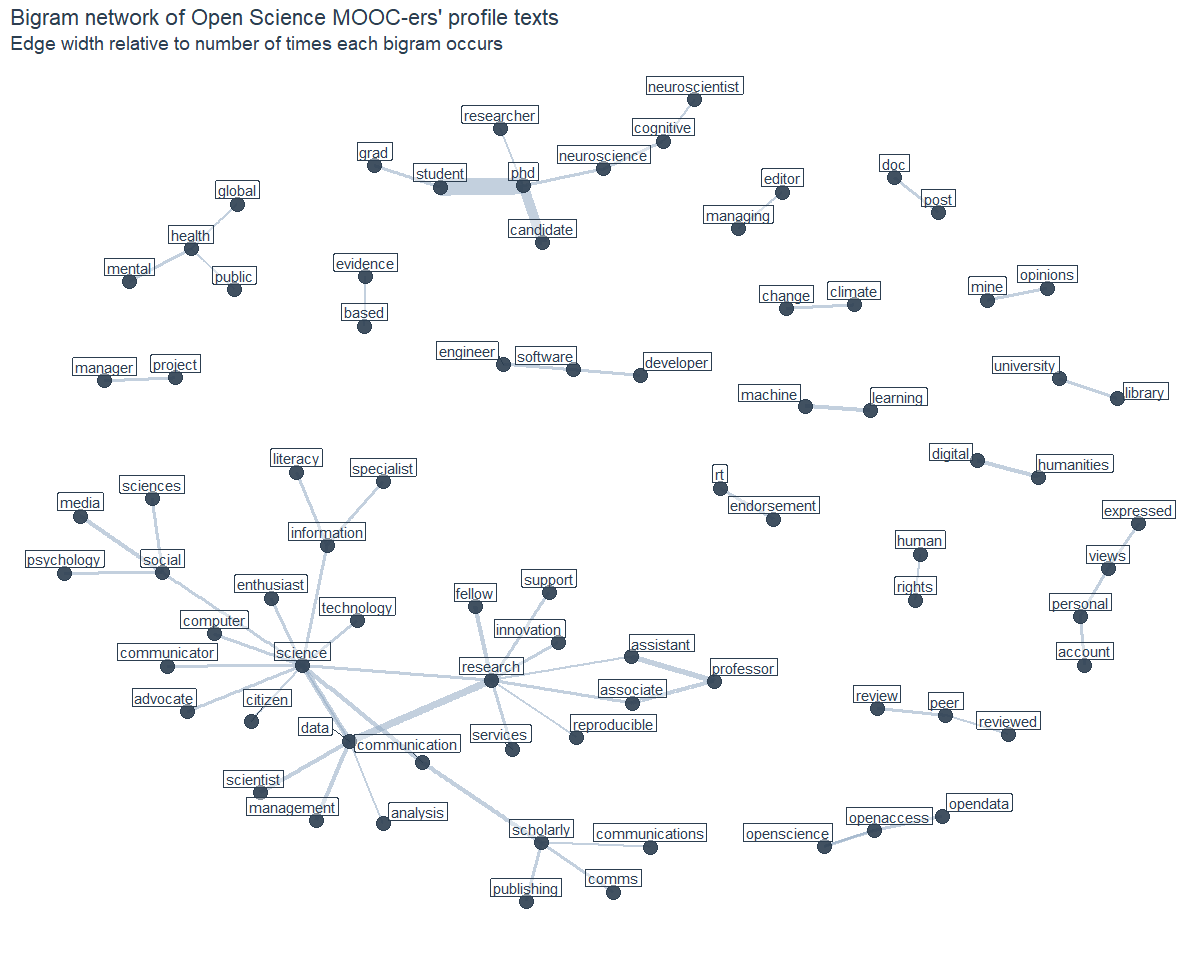 Bigram network of Open Science MOOC-ers' profile texts
Edge width relative to number of times each bigram occurs
neuroscientist
researcher
cognitive
grad
neuroscience
student
phd
doc
editor
global
post
managing
candidate
health
mental
public
evidence
opinions
mine
change
climate
based
engineer
software
developer
manager
project
university
library
machine
learning
digital
humanities
literacy
specialist
sciences
media
rt
endorsement
expressed
information
human
views
psychology
social
enthusiast
support
rights
fellow
technology
personal
computer
innovation
communicator
science
assistant
account
research
professor
advocate
citizen
associate
review
peer
data
reproducible
reviewed
services
communication
scientist
management
analysis
opendata
openaccess
scholarly
communications
openscience
publishing
comms